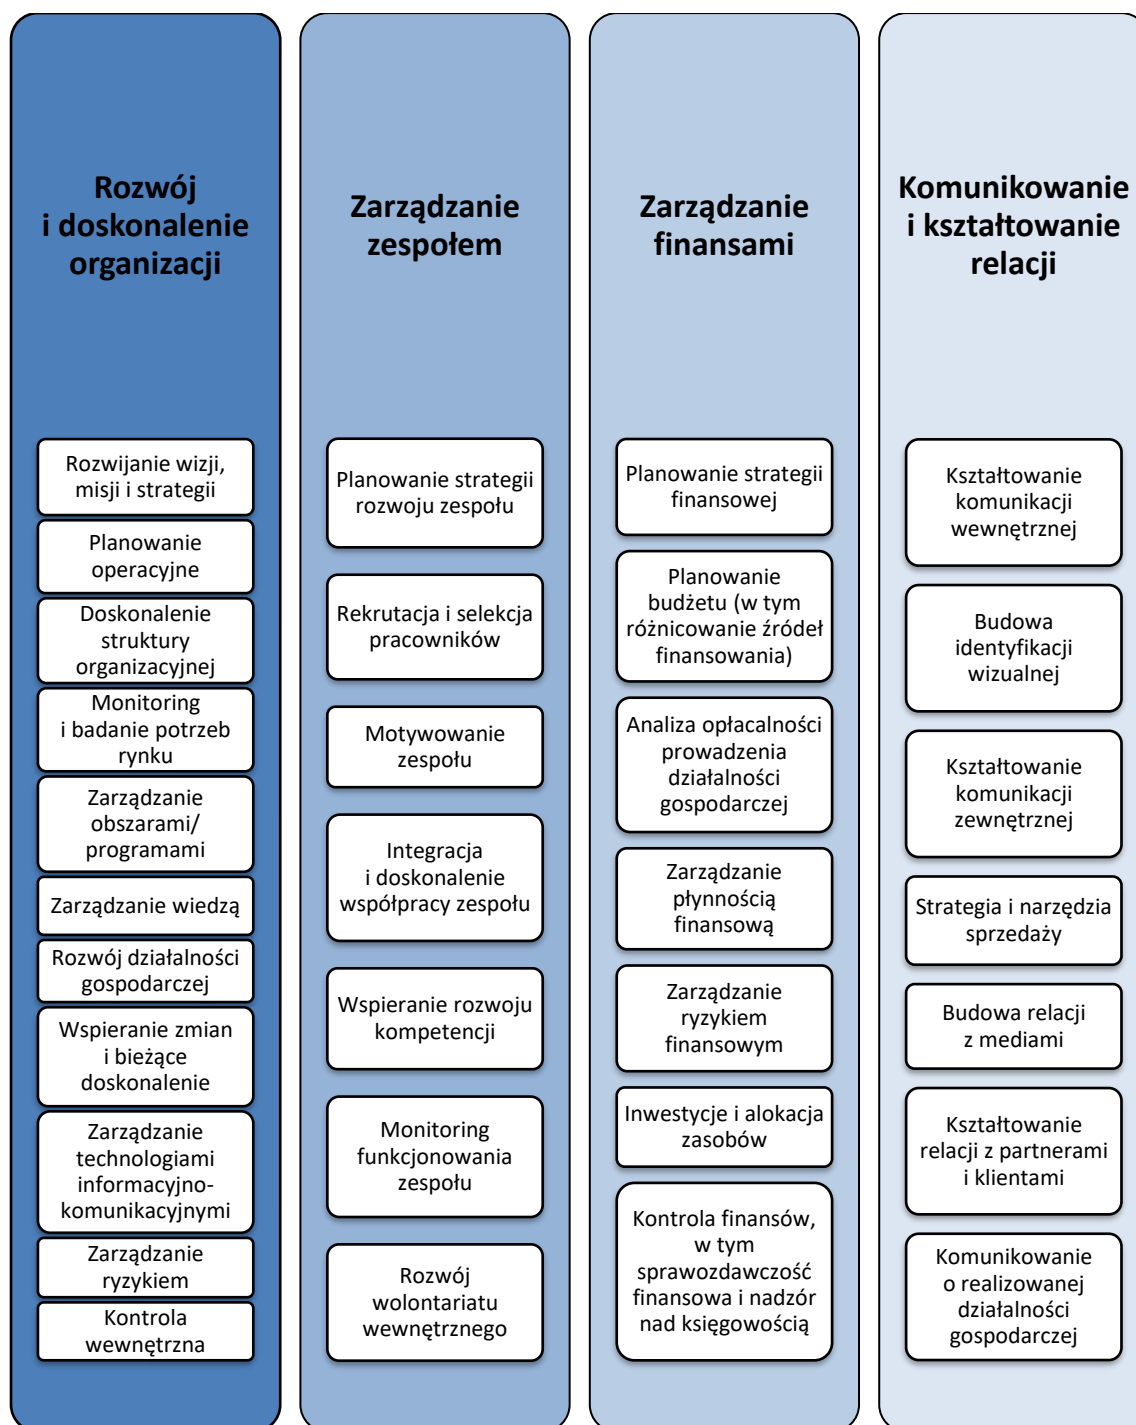 Rozwój
i doskonalenie
organizacji
Rozwijanie wizji,
misji i strategii
Planowanie
operacyjne
Doskonalenie
struktury
organizacyjnej
Monitoring
i badanie potrzeb
rynku
Zarządzanie
obszarami/
programami
Zarządzanie wiedzą
Rozwój działalności
gospodarczej
Wspieranie zmian
i bieżące
doskonalenie
Zarządzanie
technologiami
informacyjno-
komunikacyjnymi
Zarządzanie
ryzykiem
Kontrola
wewnętrzna
Zarządzanie
zespołem
Planowanie strategii
rozwoju zespołu
Rekrutacja i selekcja
pracowników
Motywowanie
zespołu
Integracja
i doskonalenie
współpracy zespołu
Wspieranie rozwoju
kompetencji
Monitoring
funkcjonowania
zespołu
Rozwój
wolontariatu
wewnętrznego
Zarządzanie
finansami
Planowanie strategii
finansowej
Planowanie
budżetu (w tym
różnicowanie źródeł
finansowania)
Analiza opłacalności
prowadzenia
działalności
gospodarczej
Zarządzanie
płynnością
finansową
Zarządzanie
ryzykiem
finansowym
Inwestycje i alokacja
zasobów
Kontrola finansów,
w tym
sprawozdawczość
finansowa i nadzór
nad księgowością
Komunikowanie
i kształtowanie
relacji
Kształtowanie
komunikacji
wewnętrznej
Budowa
identyfikacji
wizualnej
Kształtowanie
komunikacji
zewnętrznej
Strategia i narzędzia
sprzedaży
Budowa relacji
z mediami
Kształtowanie
relacji z partnerami
i klientami
Komunikowanie
o realizowanej
działalności
gospodarczej